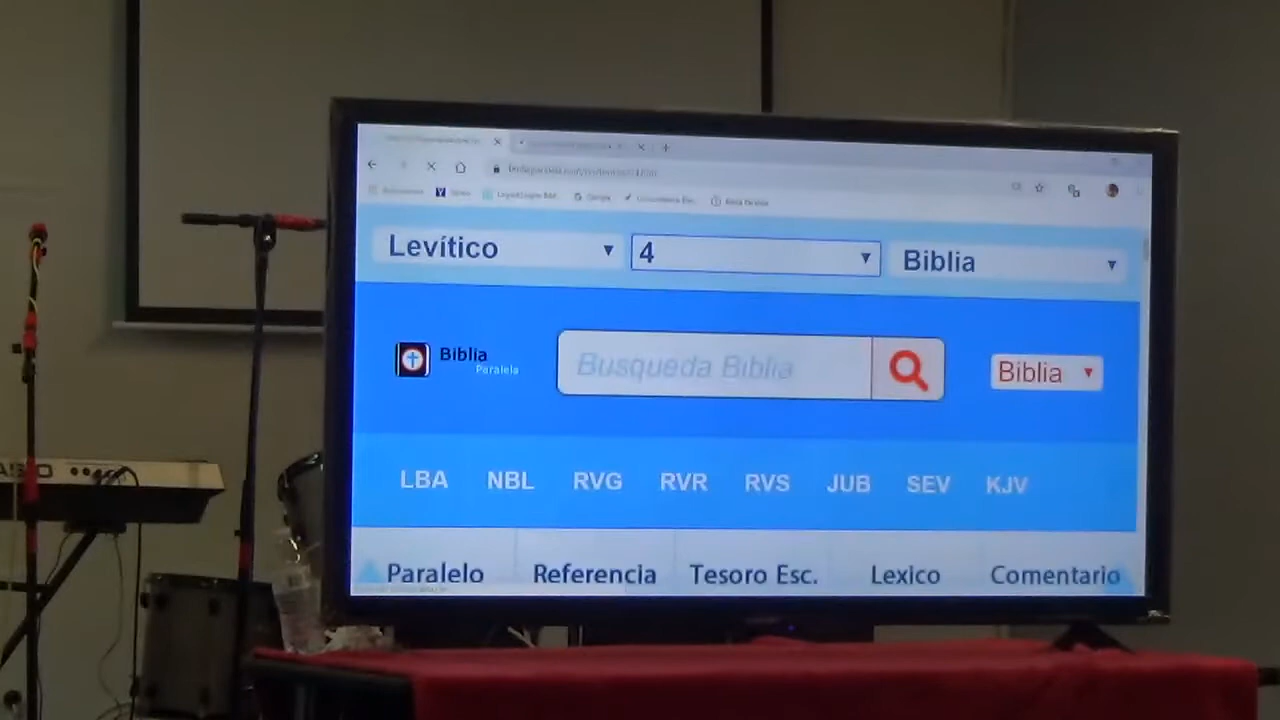 Levítico 4 Biblia
Biblia
Paralela
Busqueda Biblia
Biblia
LBA NBL RVG RVR RVS JUB SEV KJV
Paralelo Referencia Tesoro Esc. Lexico Comentario